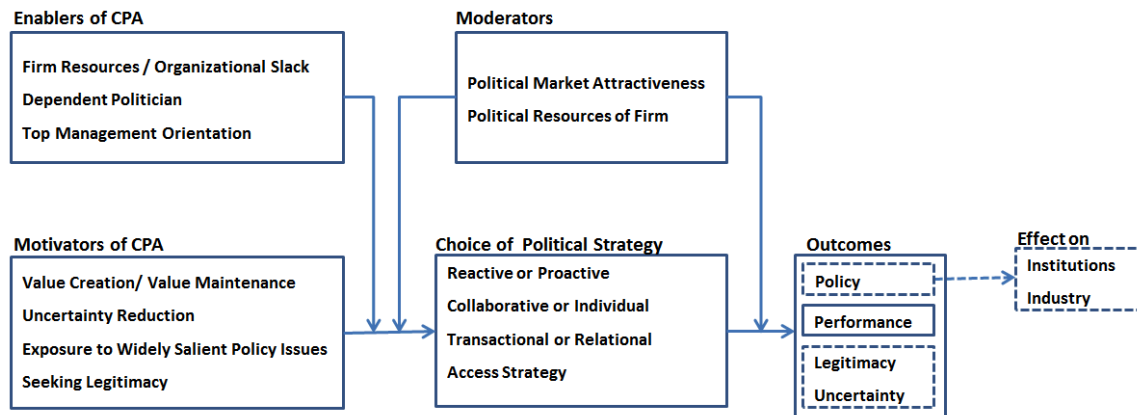 Enablers of CPA
Firm Resources / Organizational Slack
Dependent Politician
Top Management Orientation
Moderators
Political Market Attractiveness
Political Resources of Firm
Motivators of CPA
Value Creation/ Value Maintenance
Uncertainty Reduction
Exposure to Widely Salient Policy Issues
Seeking Legitimacy
Choice of Political Strategy
Reactive or Proactive
Collaborative or Individual
Transactional or Relational
Access Strategy
Outcomes
Policy
Performance
Legitimacy
Uncertainty
Effect on
Institutions
Industry